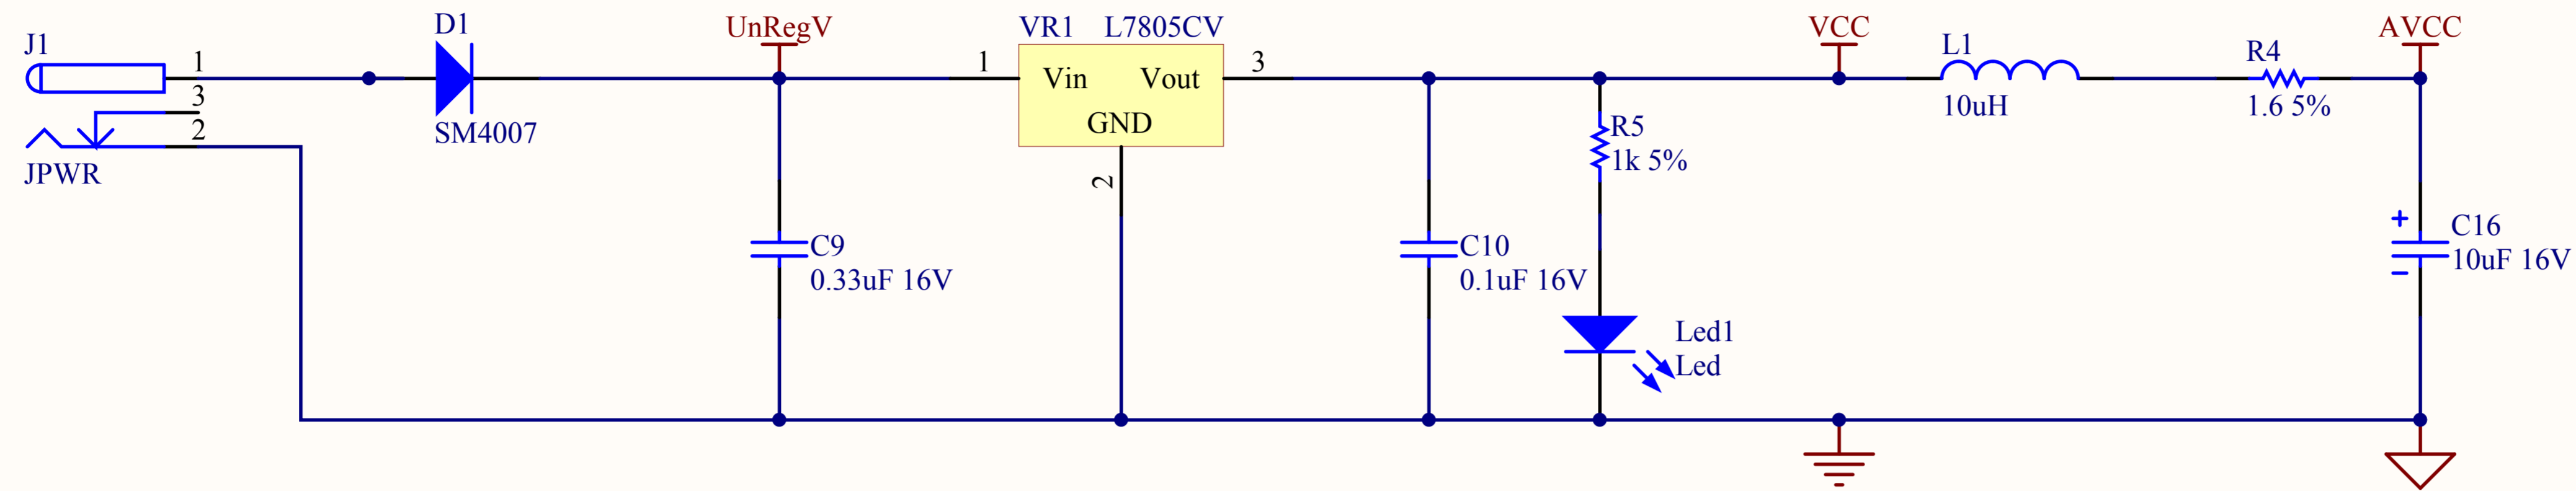 J1
1
3
2
JPWR
D1
SM4007
UnRegV
C9
0.33uF 16V
VR1 L7805CV
1
Vin Vout
3
GND
2
C10
0.1uF 16V
R5
1k 5%
Led1
Led
VCC
L1
10uH
R4
1.6 5%
AVCC
+
C16
10uF 16V